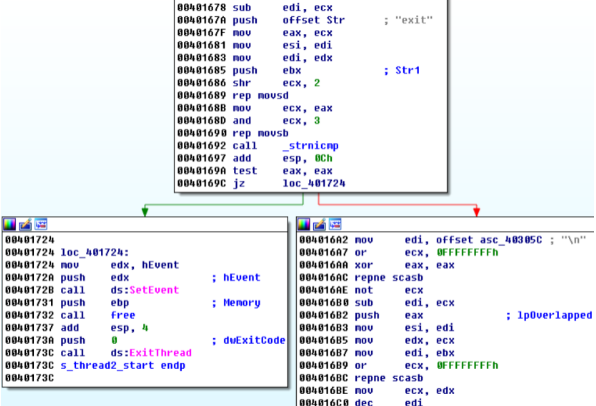 00401678 sub edi, ecx
0040167A push offset Str ; "exit"
0040167F mov eax, ecx
00401681 mov esi, edi
00401683 mov edi, edx
00401685 push ebx ; Str1
00401686 shr ecx, 2
00401689 rep movsd
0040168B mov ecx, eax
0040168D and ecx, 3
00401690 rep movsb
00401692 call _strnicmp
00401697 add esp, 0Ch
0040169A test eax, eax
0040169C jz loc_401724
00401724
00401724 loc_401724:
00401724 mov edx, hEvent
0040172A push edx ; hEvent
0040172B call ds:SetEvent
00401731 push ebp ; Memory
00401732 call free
00401737 add esp, 4
0040173A push 0 ; dwExitCode
0040173C call ds:ExitThread
0040173C s_thread2_start endp
0040173C
004016A2 mov edi, offset asc_40305C ; "\n"
004016A7 or ecx, 0FFFFFFFFh
004016AA xor eax, eax
004016AC repne scasb
004016AE not ecx
004016B0 sub edi, ecx
004016B2 push eax ; lpOverlapped
004016B3 mov esi, edi
004016B5 mov edx, ecx
004016B7 mov edi, ebx
004016B9 or ecx, 0FFFFFFFFh
004016BC repne scasb
004016BE mov ecx, edx
004016C0 dec edi